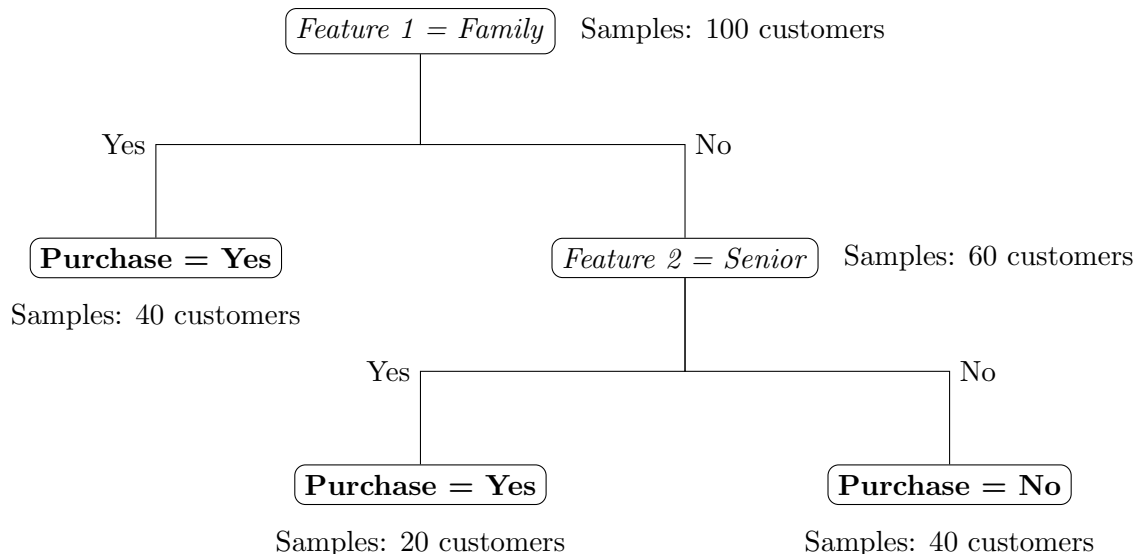 Feature 1 = Family
Samples: 100 customers
Yes
No
Purchase = Yes
Feature 2 = Senior
Samples: 60 customers
Samples: 40 customers
Yes
No
Purchase = Yes
Purchase = No
Samples: 20 customers
Samples: 40 customers